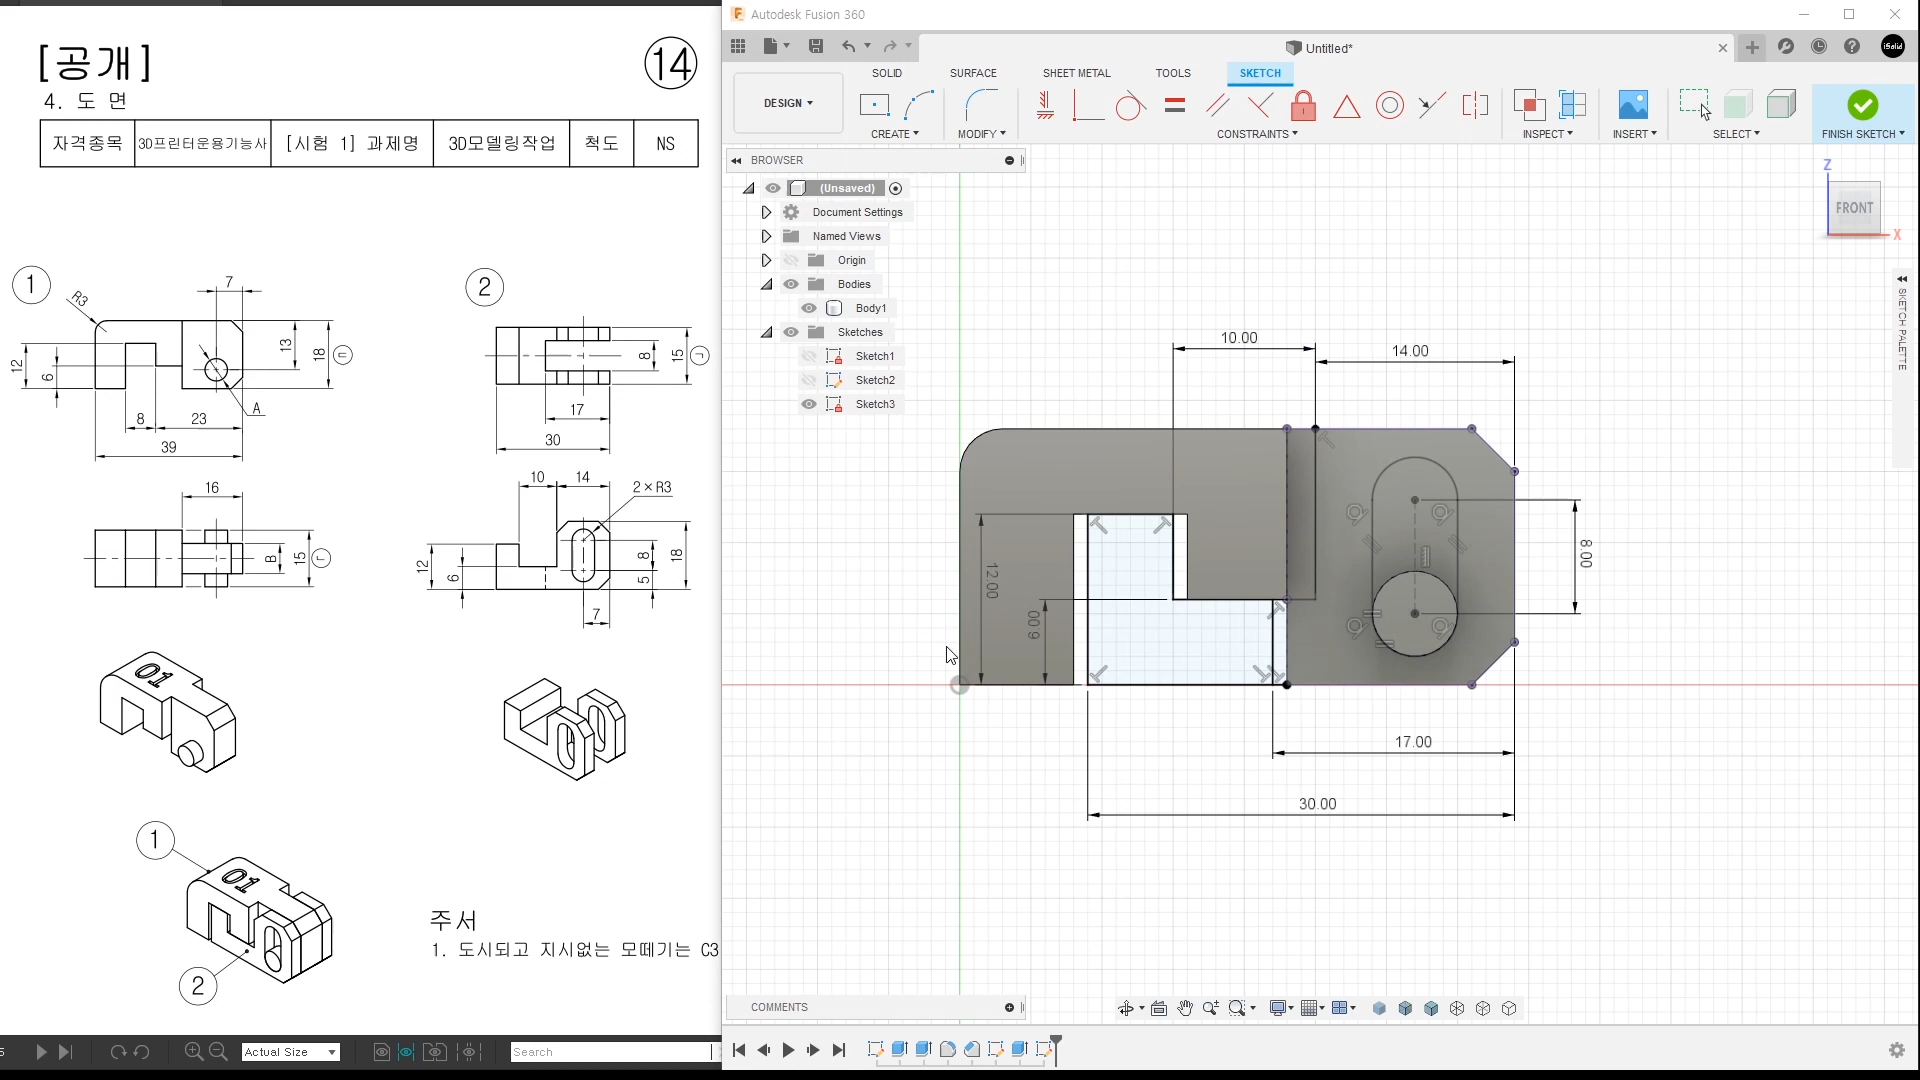 [공개]
14
4. 도 면
자격종목 3D프린터운용기능사 [시험 1] 과제명 3D모델링작업 척도 NS
1
R3
7
12
6
13
18
ㄷ
A
8
23
39
2
8
15
ㄱ
17
30
16
B
15
ㄴ
10
14
2×R3
12
6
8
5
18
7
01
1
01
2
주서
1. 도시되고 지시없는 모떼기는 C3
5
Actual Size
Search
Autodesk Fusion 360
Untitled*
iSolid
DESIGN
SOLID
SURFACE
SHEET METAL
TOOLS
SKETCH
CREATE
MODIFY
CONSTRAINTS
INSPECT
INSERT
SELECT
FINISH SKETCH
BROWSER
(Unsaved)
Document Settings
Named Views
Origin
Bodies
Body1
Sketches
Sketch1
Sketch2
Sketch3
Z
FRONT
X
SKETCH PALETTE
10.00
14.00
12.00
6.00
8.00
17.00
30.00
COMMENTS